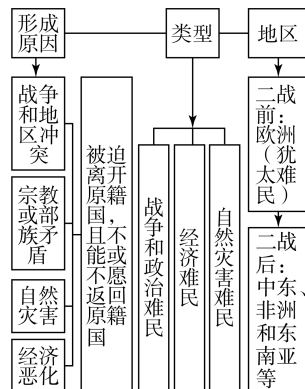 形成
原因
类型
地区
战争
和地
区冲
突
宗教
或部
族矛
盾
自然
灾害
经济
恶化
被迫
离开
原籍
国，
且不
能或
不愿
返回
原籍
国
战争和政治难民
经济难民
自然灾害难民
二战
前：
欧洲
（犹
太难
民）
二战
后：
中东、
非洲
和东
南亚
等